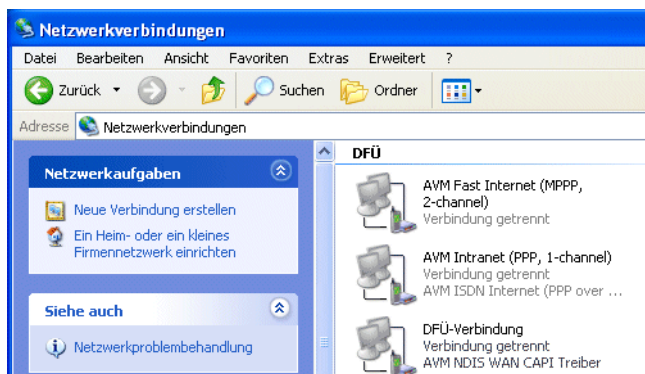 Netzwerkverbindungen
Datei Bearbeiten Ansicht Favoriten Extras Erweitert ?
Zurück Suchen Ordner
Adresse Netzwerkverbindungen
Netzwerkaufgaben
Neue Verbindung erstellen
Ein Heim- oder ein kleines
Firmennetzwerk einrichten
Siehe auch
Netzwerkproblembehandlung
DFÜ
AVM Fast Internet (MPPP,
2-channel)
Verbindung getrennt
AVM Intranet (PPP, 1-channel)
Verbindung getrennt
AVM ISDN Internet (PPP over ...
DFÜ-Verbindung
Verbindung getrennt
AVM NDIS WAN CAPI Treiber